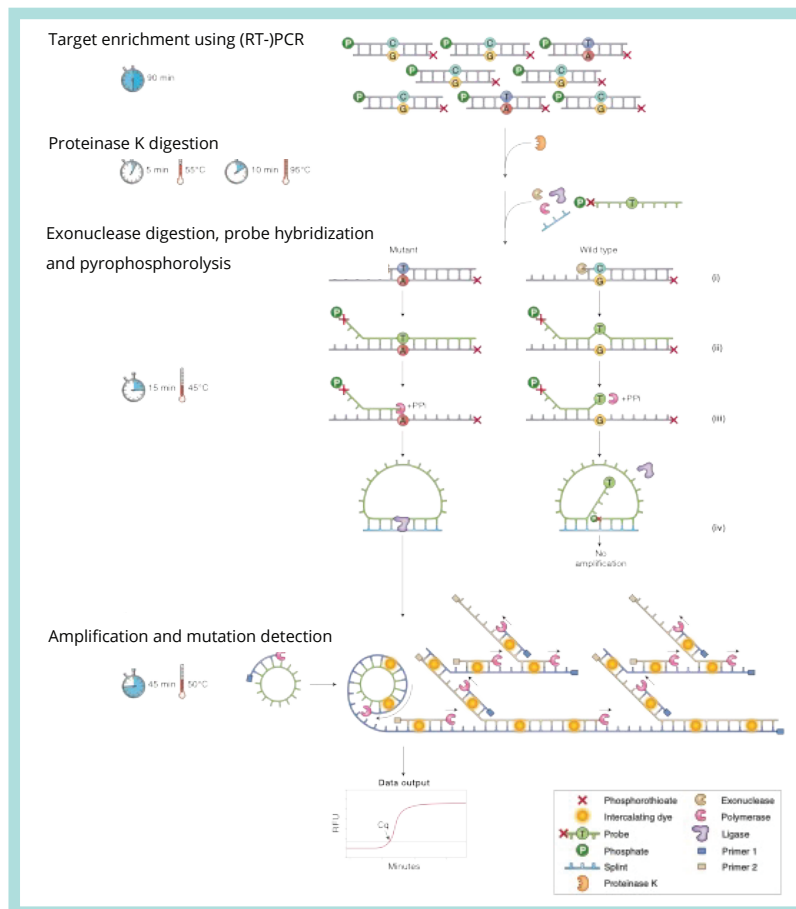 Target enrichment using (RT-)PCR
P C P C P T
G X G X A X
90 min
P C P C
G X G X
P C P T P C
G X A X G X
Proteinase K digestion
5 min 55°C 10 min 95°C
P X T
Exonuclease digestion, probe hybridization
and pyrophosphorolysis
Mutant Wild type
T C
A G (i)
P P
T T
A G (ii)
15 min 45°C
P P
+PPi T +PPi
A G (iii)
T
P
(iv)
No
amplification
Amplification and mutation detection
45 min 50°C
Data output
RFU
Cq
Minutes
Phosphorothioate
Intercalating dye
T Probe
P Phosphate
Splint
Proteinase K
Exonuclease
Polymerase
Ligase
Primer 1
Primer 2